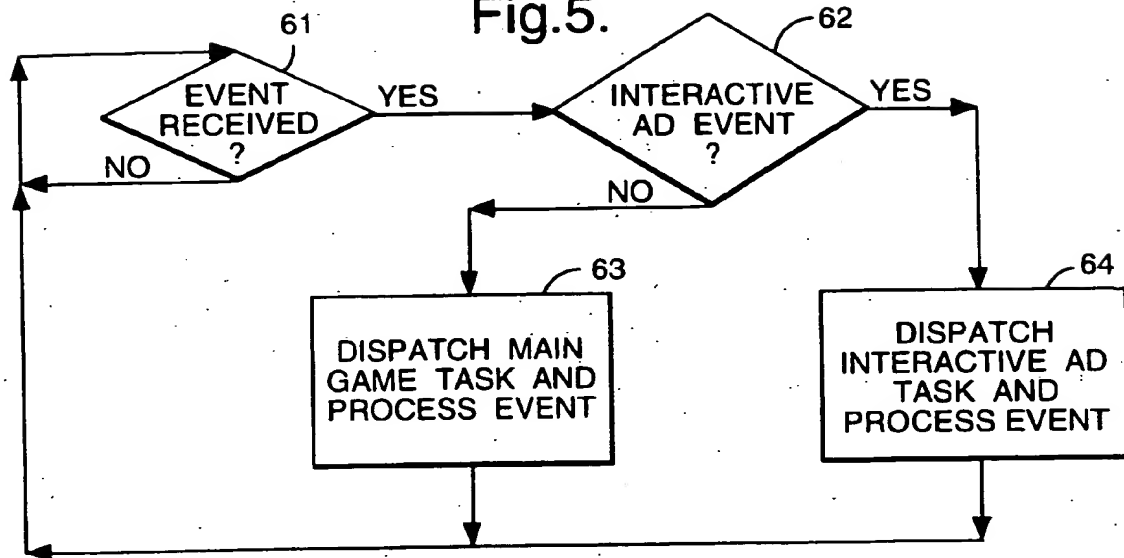 Fig.5.
61
EVENT
RECEIVED
?
YES
NO
62
INTERACTIVE
AD EVENT
?
YES
NO
63
DISPATCH MAIN
GAME TASK AND
PROCESS EVENT
64
DISPATCH
INTERACTIVE AD
TASK AND
PROCESS EVENT